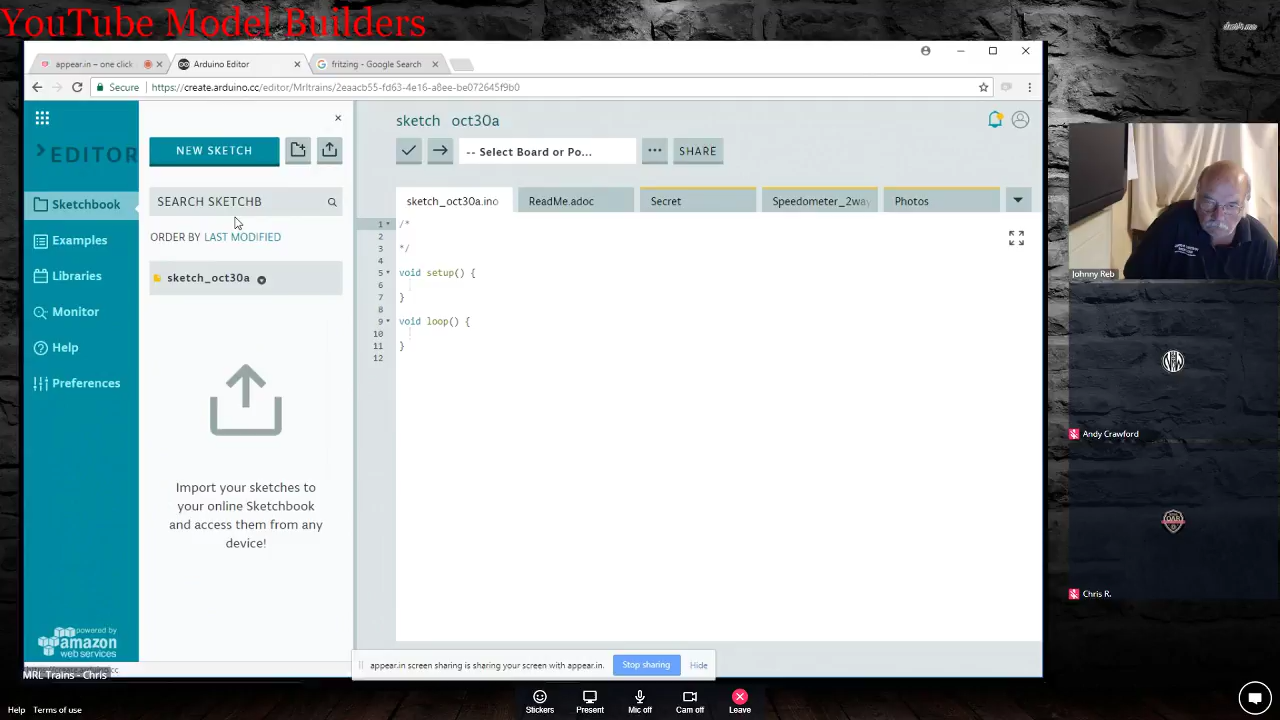 YouTube Model Builders
appear.in – one click
Arduino Editor
fritzing - Google Search
Secure
https://create.arduino.cc/editor/Mrltrains/2eaacb55-fd63-4e16-a8ee-be072645f9b0
EDITOR
NEW SKETCH
SEARCH SKETCHB
ORDER BY LAST MODIFIED
sketch_oct30a
Sketchbook
Examples
Libraries
Monitor
Help
Preferences
Import your sketches to
your online Sketchbook
and access them from any
device!
powered by
amazon
web services
sketch_oct30a
-- Select Board or Po...
...
SHARE
sketch_oct30a.ino
ReadMe.adoc
Secret
Speedometer_2way
Photos
1 /*
2
3 */
4
5 void setup() {
6
7 }
8
9 void loop() {
10
11 }
12
Johnny Reb
Andy Crawford
Chris R.
MRL Trains - Chris
appear.in screen sharing is sharing your screen with appear.in.
Stop sharing
Hide
Help
Terms of use
Stickers
Present
Mic off
Cam off
Leave